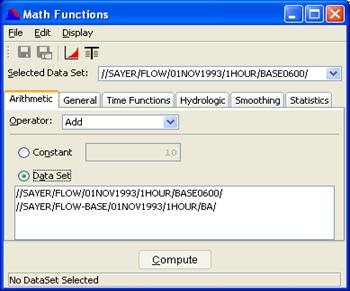 Math Functions
File Edit Display
Selected Data Set: //SAYER/FLOW/01NOV1993/1HOUR/BASE0600/
Arithmetic General Time Functions Hydrologic Smoothing Statistics
Operator: Add
Constant 10
Data Set
//SAYER/FLOW/01NOV1993/1HOUR/BASE0600/
//SAYER/FLOW-BASE/01NOV1993/1HOUR/BA/
Compute
No DataSet Selected